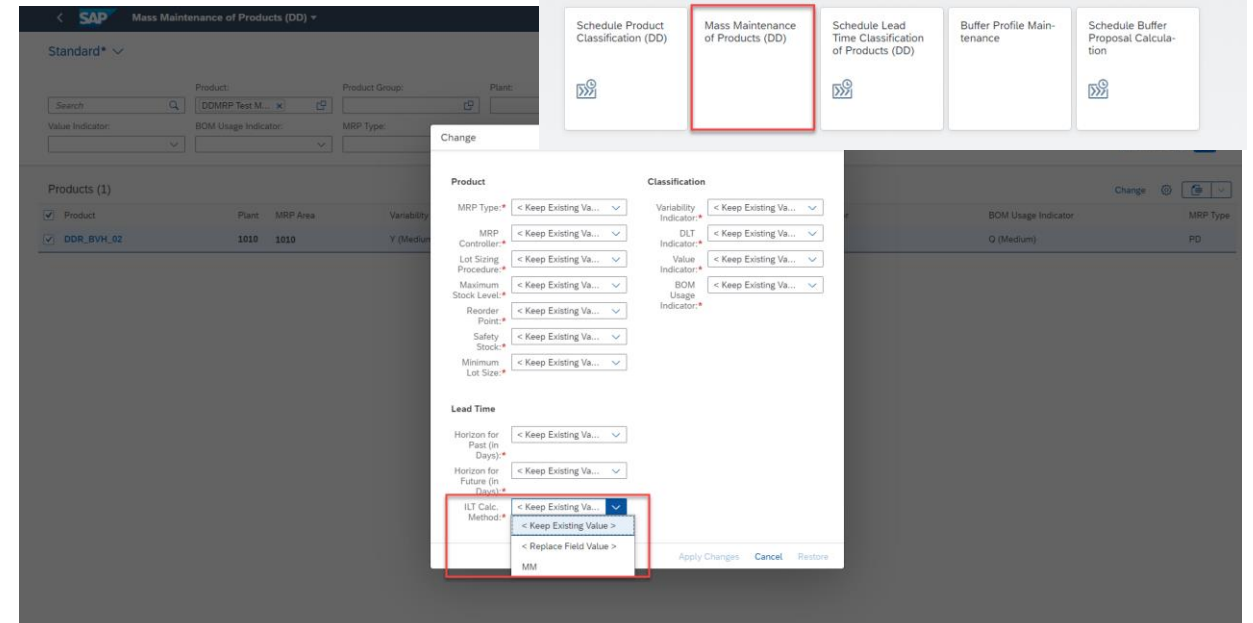 SAP Mass Maintenance of Products (DD)
Standard*
Product:
Product Group:
Plant:
Search
DDMRP Test M...
Value Indicator:
BOM Usage Indicator:
MRP Type:
Schedule Product
Classification (DD)
Mass Maintenance
of Products (DD)
Schedule Lead
Time Classification
of Products (DD)
Buffer Profile Main-
tenance
Schedule Buffer
Proposal Calcula-
tion
Products (1)
Change
Product Plant MRP Area Variability
BOM Usage Indicator MRP Type
DDR_BVH_02 1010 1010 Y (Medium
Q (Medium) PD
Change
Product
MRP Type:* < Keep Existing Va...
MRP
Controller:*
< Keep Existing Va...
Lot Sizing
Procedure:*
< Keep Existing Va...
Maximum
Stock Level:*
< Keep Existing Va...
Reorder
Point:*
< Keep Existing Va...
Safety
Stock:*
< Keep Existing Va...
Minimum
Lot Size:*
< Keep Existing Va...
Classification
Variability
Indicator:*
< Keep Existing Va...
DLT
Indicator:*
< Keep Existing Va...
Value
Indicator:*
< Keep Existing Va...
BOM
Usage
Indicator:*
< Keep Existing Va...
Lead Time
Horizon for
Past (in
Days):*
< Keep Existing Va...
Horizon for
Future (in
Days):*
< Keep Existing Va...
ILT Calc.
Method:*
< Keep Existing Va...
< Keep Existing Value >
< Replace Field Value >
MM
Apply Changes Cancel Restore